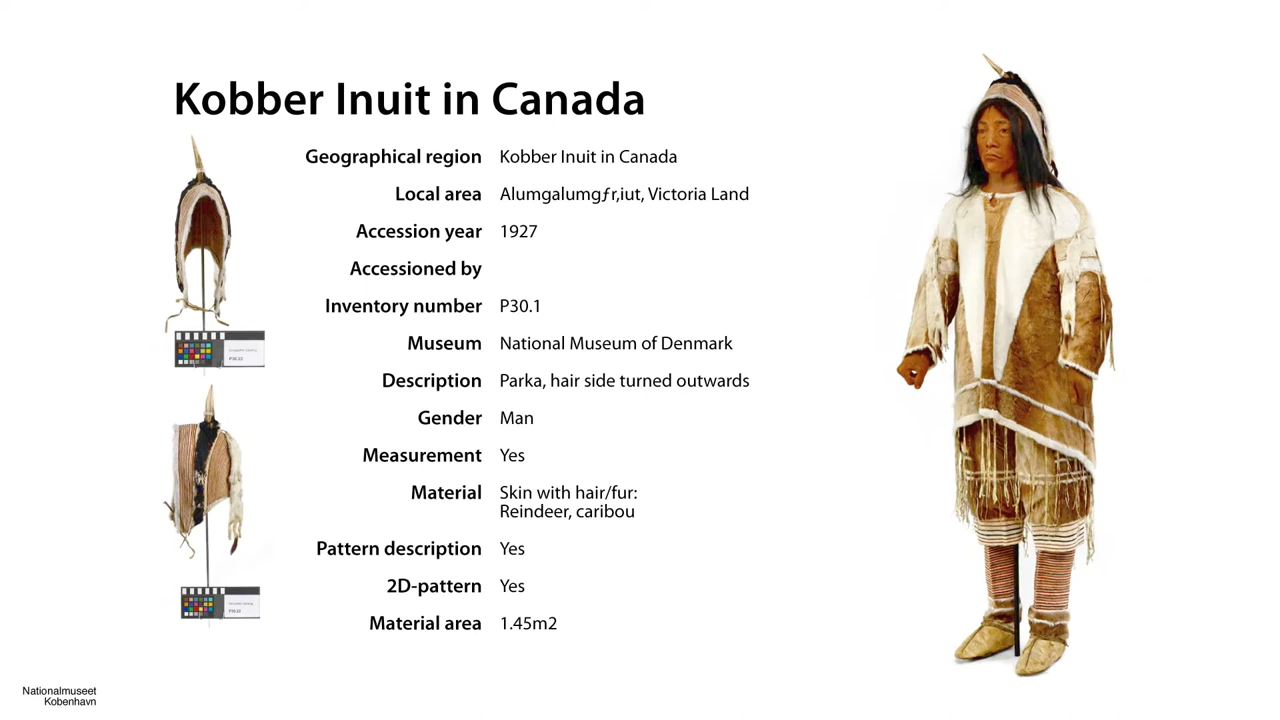 Kobber Inuit in Canada
Geographical region Kobber Inuit in Canada
Local area Alumgalumgƒr,iut, Victoria Land
Accession year 1927
Accessioned by
Inventory number P30.1
Museum National Museum of Denmark
Description Parka, hair side turned outwards
Gender Man
Measurement Yes
Material Skin with hair/fur:
Reindeer, caribou
Pattern description Yes
2D-pattern Yes
Material area 1.45m2
Nationalmuseet
Kobenhavn